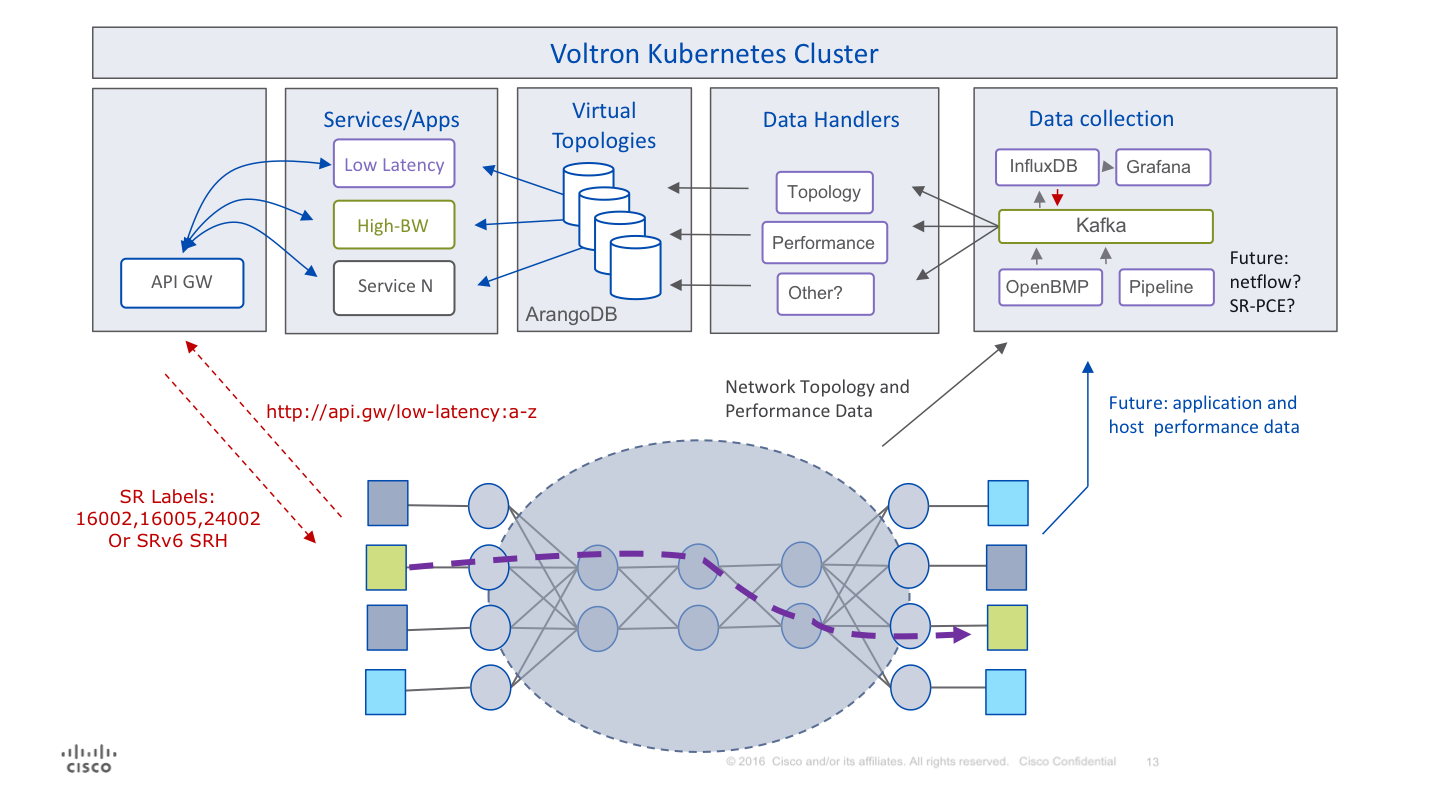 Voltron Kubernetes Cluster
Services/Apps
Low Latency
High-BW
Service N
API GW
Virtual
Topologies
ArangoDB
Data Handlers
Topology
Performance
Other?
Data collection
InfluxDB
Grafana
Kafka
OpenBMP
Pipeline
Future:
netflow?
SR-PCE?
http://api.gw/low-latency:a-z
SR Labels:
16002,16005,24002
Or SRv6 SRH
Network Topology and
Performance Data
Future: application and
host performance data
CISCO
© 2016 Cisco and/or its affiliates. All rights reserved. Cisco Confidential
13